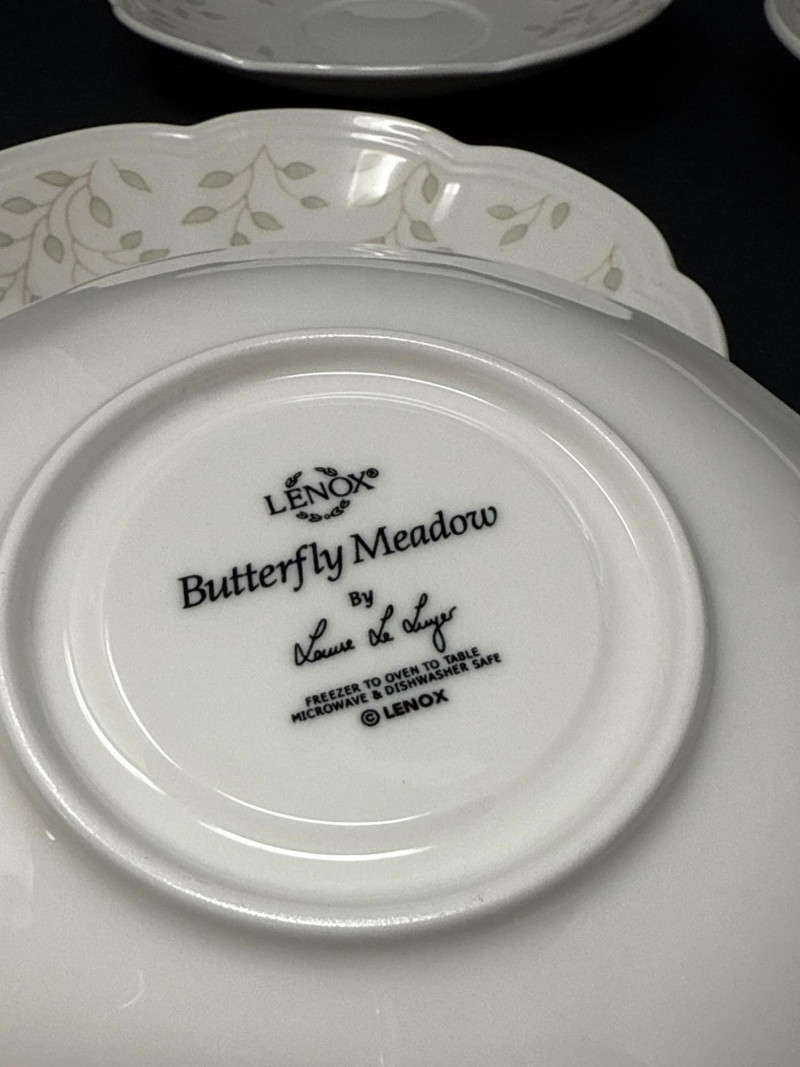 LENOX®
Butterfly Meadow
By
Louise Le Luyer
FREEZER TO OVEN TO TABLE
MICROWAVE & DISHWASHER SAFE
© LENOX